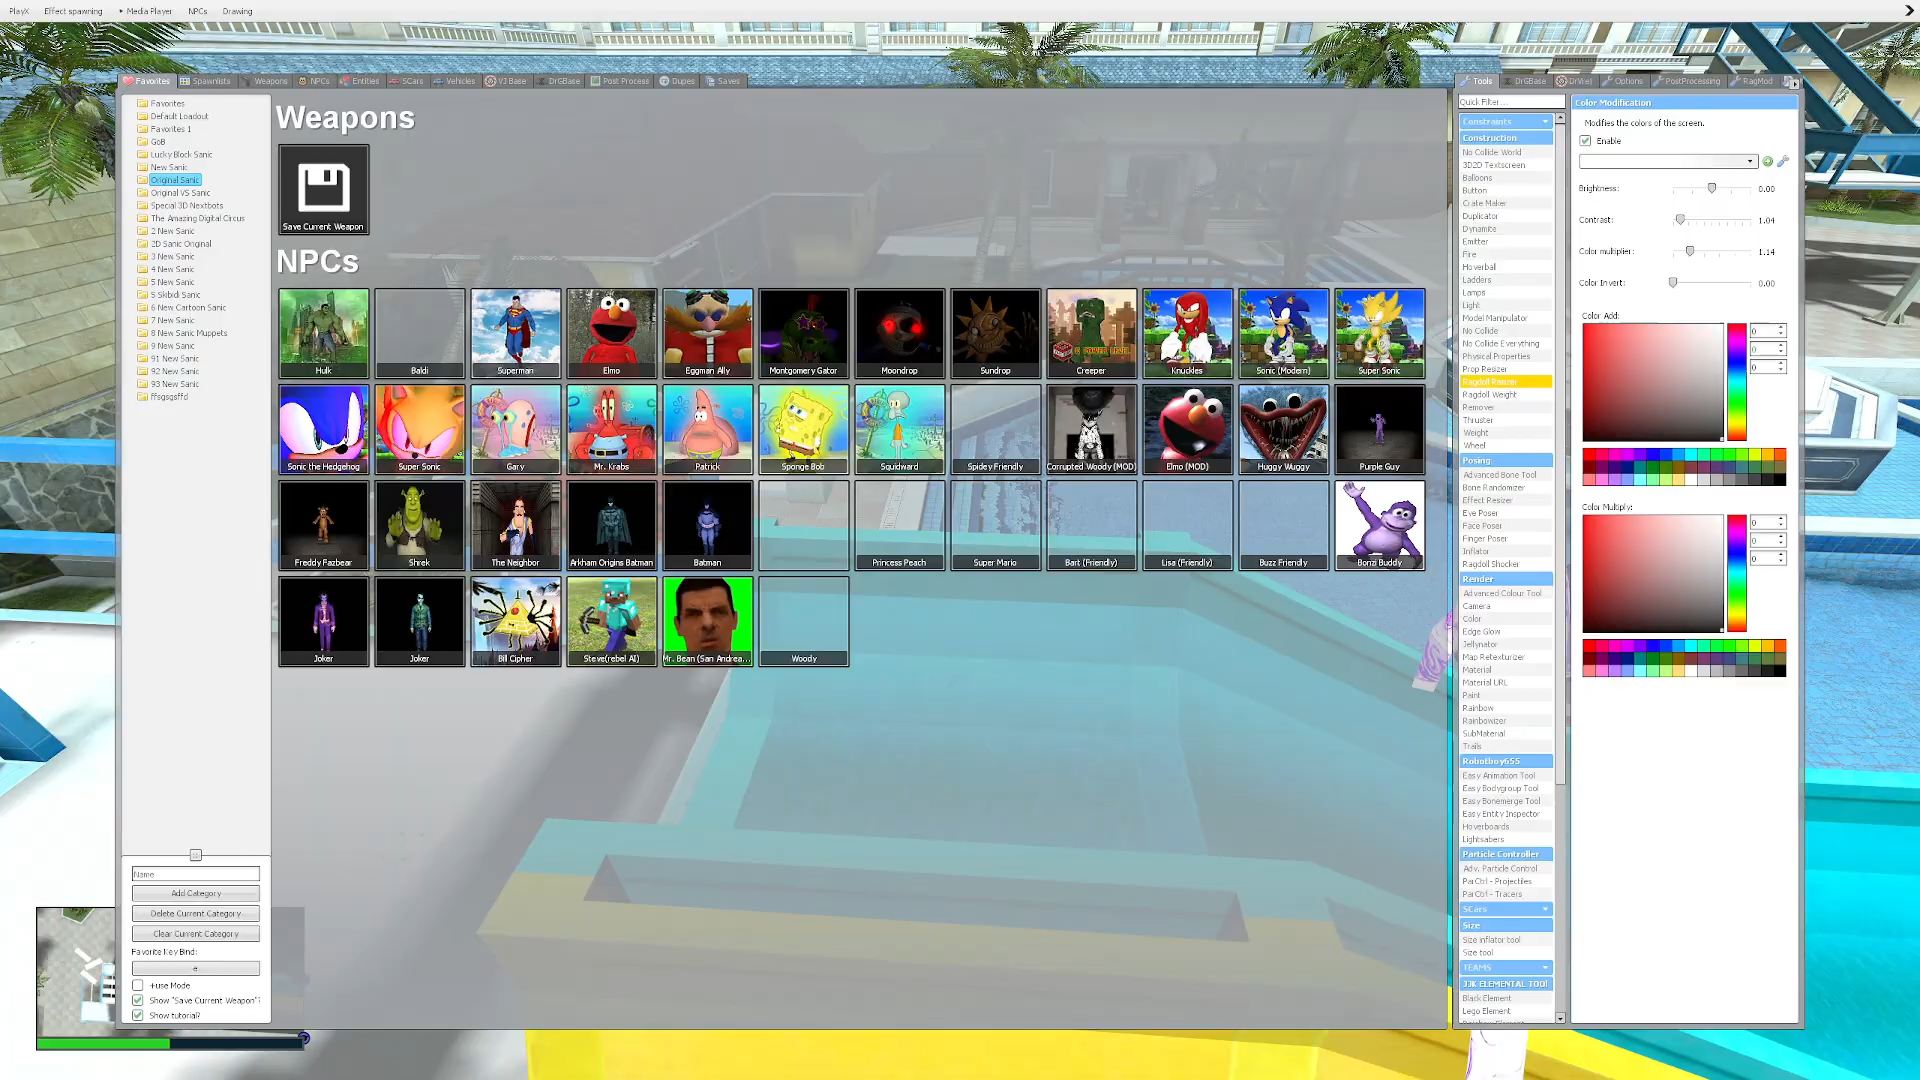 PlayX Effect spawning Media Player NPCs Drawing
Favorites Spawnlists Weapons NPCs Entities SCars Vehicles VJ Base DrGBase Post Process Dupes Saves
Favorites
Default Loadout
Favorites 1
GoB
Lucky Block Sanic
New Sanic
Original Sanic
Original VS Sanic
Special 3D Nextbots
The Amazing Digital Circus
2 New Sanic
2D Sanic Original
3 New Sanic
4 New Sanic
5 New Sanic
5 Skibidi Sanic
6 New Cartoon Sanic
7 New Sanic
8 New Sanic Muppets
9 New Sanic
91 New Sanic
92 New Sanic
93 New Sanic
ffsgsgsffd
Name
Add Category
Delete Current Category
Clear Current Category
Favorite Key Bind:
e
+use Mode
Show "Save Current Weapon"?
Show tutorial?
Weapons
Save Current Weapon
NPCs
Hulk Baldi Superman Elmo Eggman Ally Montgomery Gator Moondrop Sundrop Creeper Knuckles Sonic (Modern) Super Sonic
Sonic the Hedgehog Super Sonic Gary Mr. Krabs Patrick Sponge Bob Squidward Spidey Friendly Corrupted Woody (MOD) Elmo (MOD) Huggy Wuggy Purple Guy
Freddy Fazbear Shrek The Neighbor Arkham Origins Batman Batman Princess Peach Super Mario Bart (Friendly) Lisa (Friendly) Buzz Friendly Bonzi Buddy
Joker Joker Bill Cipher Steve(rebel AI) Mr. Bean (San Andrea... Woody
Tools DrGBase DrVrej Options PostProcessing RagMod
Quick Filter...
Constraints
Construction
No Collide World
3D2D Textscreen
Balloons
Button
Crate Maker
Duplicator
Dynamite
Emitter
Fire
Hoverball
Ladders
Lamps
Light
Model Manipulator
No Collide
No Collide Everything
Physical Properties
Prop Resizer
Ragdoll Resizer
Ragdoll Weight
Remover
Thruster
Weight
Wheel
Posing
Advanced Bone Tool
Bone Randomizer
Effect Resizer
Eye Poser
Face Poser
Finger Poser
Inflator
Ragdoll Shocker
Render
Advanced Colour Tool
Camera
Color
Edge Glow
Jellynator
Map Retexturizer
Material
Material URL
Paint
Rainbow
Rainbowizer
SubMaterial
Trails
Robotboy655
Easy Animation Tool
Easy Bodygroup Tool
Easy Bonemerge Tool
Easy Entity Inspector
Hoverboards
Lightsabers
Particle Controller
Adv. Particle Control
ParCtrl - Projectiles
ParCtrl - Tracers
SCars
Size
Size inflator tool
Size tool
TEAMS
JJK ELEMENTAL TOOL
Black Element
Lego Element
Color Modification
Modifies the colors of the screen.
Enable
Brightness: 0.00
Contrast: 1.04
Color multiplier: 1.14
Color Invert: 0.00
Color Add:
0
0
0
Color Multiply:
0
0
0